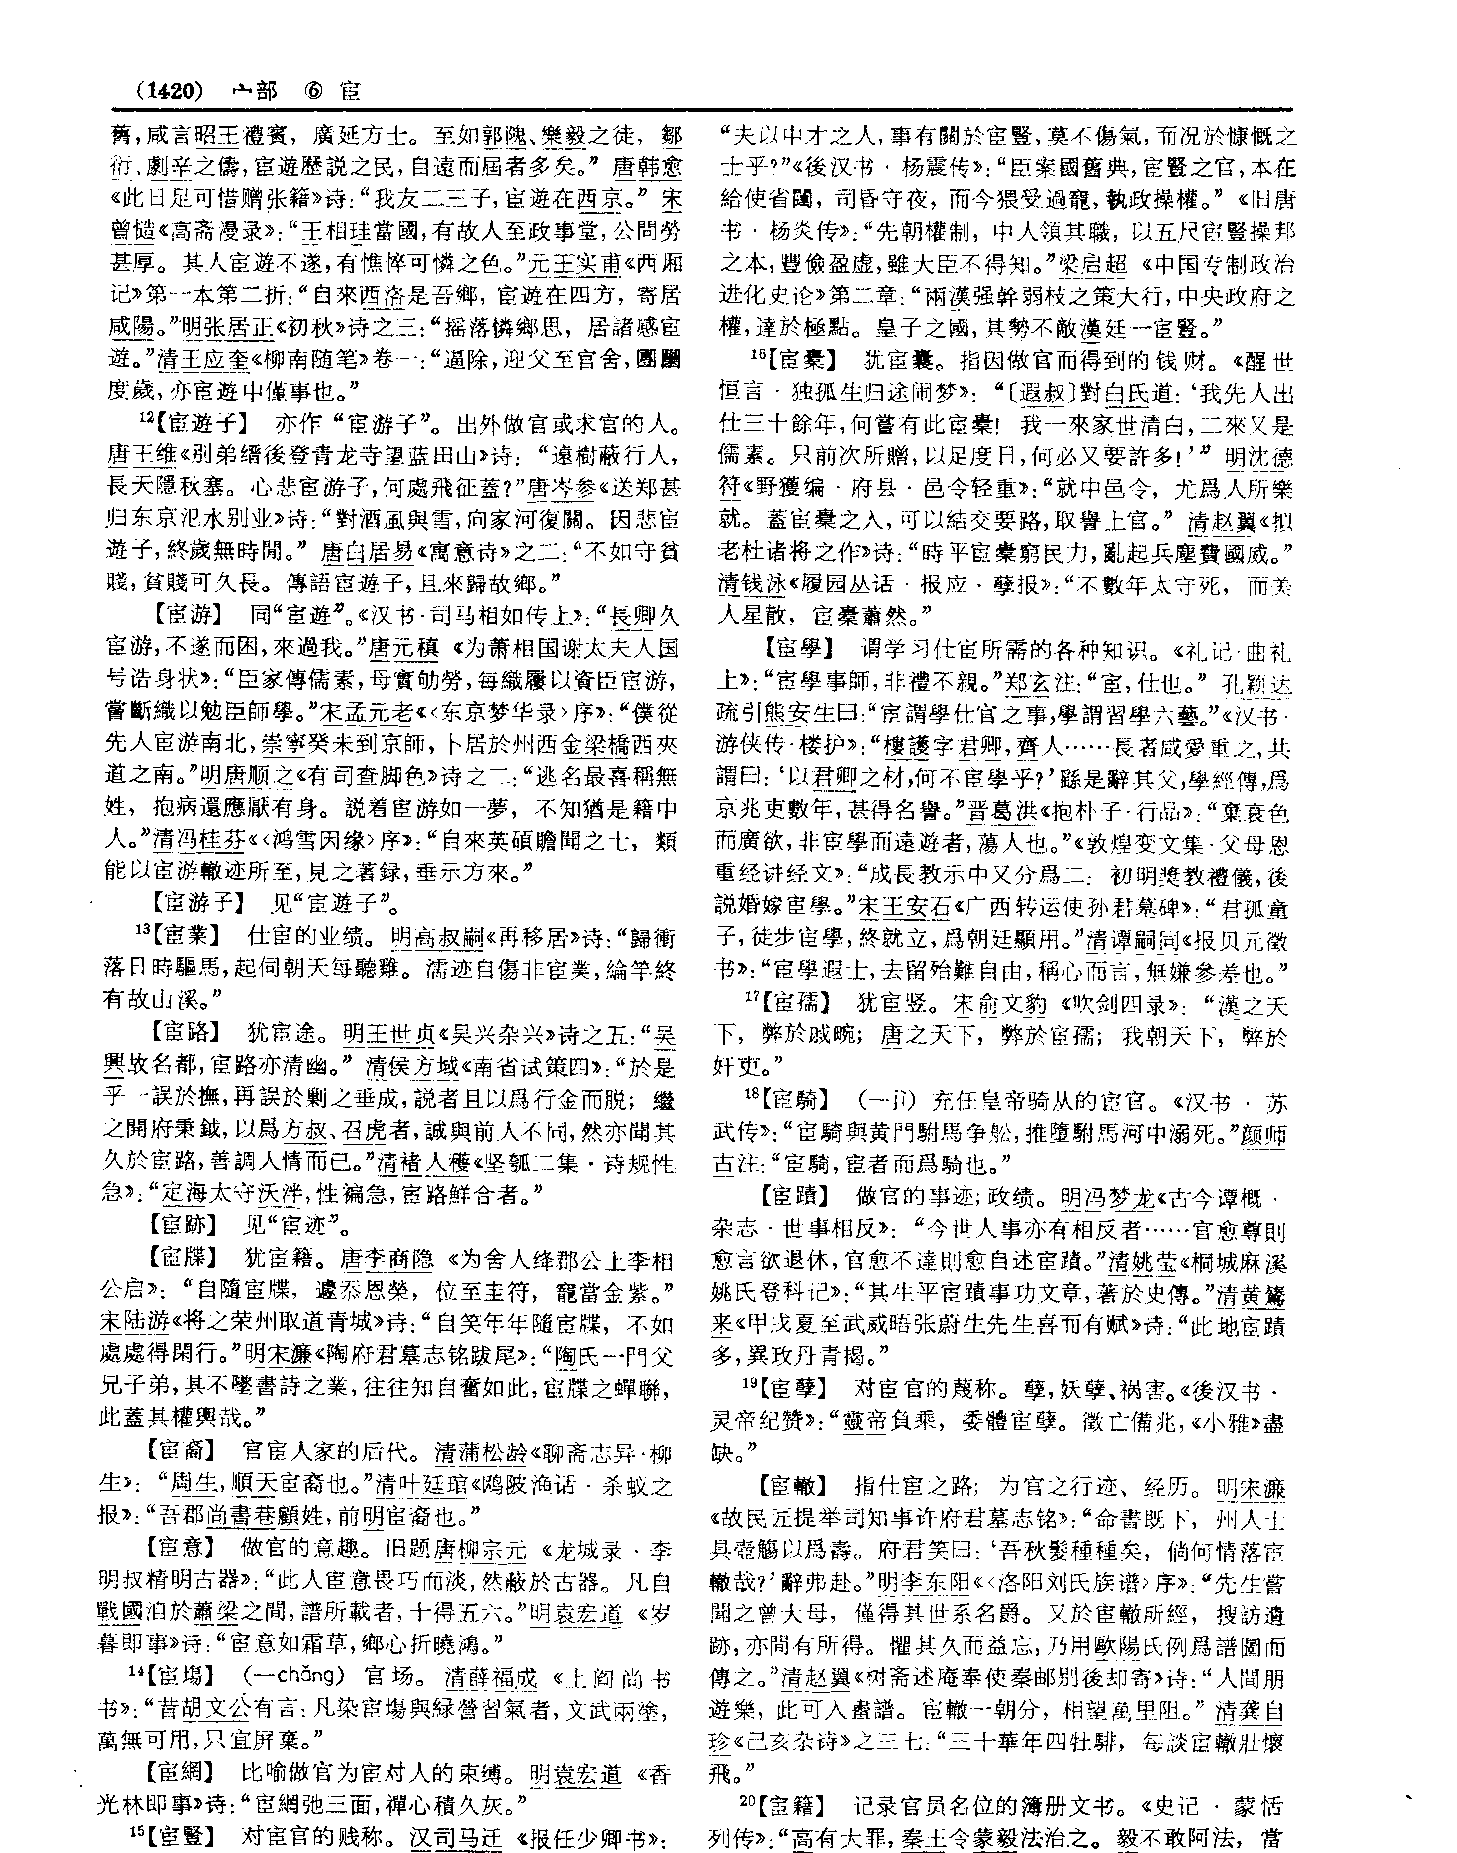 (1420) 宀部 ⑥ 宦
舊,咸言昭王禮賓,廣延方士。至如郭隗、樂毅之徒,鄒
衍、劇辛之儔,宦遊歷説之民,自遠而屆者多矣。”唐韩愈
《此日足可惜赠张籍》诗:“我友二三子,宦遊在西京。”宋
曾慥《高斋漫录》:“王相珪當國,有故人至政事堂,公問勞
甚厚。其人宦遊不遂,有憔悴可憐之色。”元王实甫《西厢
记》第一本第二折:“自來西洛是吾鄉,宦遊在四方,寄居
咸陽。”明张居正《初秋》诗之三:“摇落憐鄉思,居諸感宦
遊。”清王应奎《柳南随笔》卷一:“逼除,迎父至官舍,團圞
度歲,亦宦遊中僅事也。”
12【宦遊子】 亦作“宦游子”。出外做官或求官的人。
唐王维《别弟缙後登青龙寺望蓝田山》诗:“遠樹蔽行人,
長天隱秋塞。心悲宦游子,何處飛征蓋?”唐岑参《送郑甚
归东京汜水别业》诗:“對酒風與雪,向家河復關。因悲宦
遊子,終歲無時閒。”唐白居易《寓意诗》之二:“不如守貧
賤,貧賤可久長。傳語宦遊子,且來歸故鄉。”
【宦游】 同“宦遊”。《汉书·司马相如传上》:“長卿久
宦游,不遂而困,來過我。”唐元稹《为萧相国谢太夫人国
号诰身状》:“臣家傳儒素,母實劬勞,每織屨以資臣宦游,
嘗斷織以勉臣師學。”宋孟元老《〈东京梦华录〉序》:“僕從
先人宦游南北,崇寧癸未到京師,卜居於州西金梁橋西夾
道之南。”明唐顺之《有司查脚色》诗之二:“逃名最喜稱無
姓,抱病還應厭有身。説着宦游如一夢,不知猶是籍中
人。”清冯桂芬《〈鸿雪因缘〉序》:“自來英碩瞻聞之士,類
能以宦游轍迹所至,見之著録,垂示方來。”
【宦游子】 见“宦遊子”。
13【宦業】 仕宦的业绩。明高叔嗣《再移居》诗:“歸衝
落日時驅馬,起伺朝天每聽雞。濡迹自傷非宦業,綸竿終
有故山溪。”
【宦路】 犹宦途。明王世贞《吴兴杂兴》诗之五:“吴
興故名都,宦路亦清幽。”清侯方域《南省试策四》:“於是
乎一誤於撫,再誤於剿之垂成,説者且以爲行金而脱;繼
之開府秉鉞,以爲方叔、召虎者,誠與前人不同,然亦聞其
久於宦路,善調人情而已。”清褚人穫《坚瓠二集·诗规性
急》:“定海太守沃泮,性褊急,宦路鮮合者。”
【宦跡】 见“宦迹”。
【宦牒】 犹宦籍。唐李商隐《为舍人绛郡公上李相
公启》:“自隨宦牒,遽忝恩榮,位至圭符,寵當金紫。”
宋陆游《将之荣州取道青城》诗:“自笑年年隨宦牒,不如
處處得閑行。”明宋濂《陶府君墓志铭跋尾》:“陶氏一門父
兄子弟,其不墜書詩之業,往往知自奮如此,宦牒之蟬聯,
此蓋其權輿哉。”
【宦裔】 官宦人家的后代。清蒲松龄《聊斋志异·柳
生》:“周生,順天宦裔也。”清叶廷琯《鸥陂渔话·杀蚁之
报》:“吾郡尚書巷顧姓,前明宦裔也。”
【宦意】 做官的意趣。旧题唐柳宗元《龙城录·李
明叔精明古器》:“此人宦意畏巧而淡,然蔽於古器。凡自
戰國洎於蕭梁之間,譜所載者,十得五六。”明袁宏道《岁
暮即事》诗:“宦意如霜草,鄉心折曉鴻。”
14【宦塲】 (一chǎng) 官场。清薛福成《上阎尚书
书》:“昔胡文公有言:凡染宦塲與緑營習氣者,文武兩塗,
萬無可用,只宜屏棄。”
【宦網】 比喻做官为宦对人的束缚。明袁宏道《香
光林即事》诗:“宦網弛三面,禪心積久灰。”
15【宦豎】 对宦官的贱称。汉司马迁《报任少卿书》:
“夫以中才之人,事有關於宦豎,莫不傷氣,而况於慷慨之
士乎?”《後汉书·杨震传》:“臣案國舊典,宦豎之官,本在
給使省闥,司昏守夜,而今猥受過寵,執政操權。”《旧唐
书·杨炎传》:“先朝權制,中人領其職,以五尺宦豎操邦
之本,豐儉盈虚,雖大臣不得知。”梁启超《中国专制政治
进化史论》第二章:“兩漢强幹弱枝之策大行,中央政府之
權,達於極點。皇子之國,其勢不敵漢廷一宦豎。”
16【宦橐】 犹宦囊。指因做官而得到的钱财。《醒世
恒言·独孤生归途闹梦》:“〔遐叔〕對白氏道:‘我先人出
仕三十餘年,何嘗有此宦橐!我一來家世清白,二來又是
儒素。只前次所贈,以足度日,何必又要許多!’”明沈德
符《野獲编·府县·邑令轻重》:“就中邑令,尤爲人所樂
就。蓋宦橐之入,可以結交要路,取譽上官。”清赵翼《拟
老杜诸将之作》诗:“時平宦橐窮民力,亂起兵塵費國威。”
清钱泳《履园丛话·报应·孽报》:“不數年太守死,而美
人星散,宦橐蕭然。”
【宦學】 谓学习仕宦所需的各种知识。《礼记·曲礼
上》:“宦學事師,非禮不親。”郑玄注:“宦,仕也。”孔颖达
疏引熊安生曰:“宦謂學仕官之事,學謂習學六藝。”《汉书·
游侠传·楼护》:“樓護字君卿,齊人……長者咸愛重之,共
謂曰:‘以君卿之材,何不宦學乎?’繇是辭其父,學經傳,爲
京兆吏數年,甚得名譽。”晋葛洪《抱朴子·行品》:“棄衰色
而廣欲,非宦學而遠遊者,蕩人也。”《敦煌变文集·父母恩
重经讲经文》:“成長教示中又分爲二:初明奬教禮儀,後
説婚嫁宦學。”宋王安石《广西转运使孙君墓碑》:“君孤童
子,徒步宦學,終就立,爲朝廷顯用。”清谭嗣同《报贝元徵
书》:“宦學遐士,去留殆難自由,稱心而言,無嫌參差也。”
17【宦孺】 犹宦竖。宋俞文豹《吹剑四录》:“漢之天
下,弊於戚畹;唐之天下,弊於宦孺;我朝天下,弊於
奸吏。”
18【宦騎】 (一jì) 充任皇帝骑从的宦官。《汉书·苏
武传》:“宦騎與黄門駙馬争舩,推墮駙馬河中溺死。”颜师
古注:“宦騎,宦者而爲騎也。”
【宦蹟】 做官的事迹;政绩。明冯梦龙《古今谭概·
杂志·世事相反》:“今世人事亦有相反者……官愈尊則
愈言欲退休,官愈不達則愈自述宦蹟。”清姚莹《桐城麻溪
姚氏登科记》:“其生平宦蹟事功文章,著於史傳。”清黄鷟
来《甲戌夏至武威晤张蔚生先生喜而有赋》诗:“此地宦蹟
多,異玫丹青揭。”
19【宦孽】 对宦官的蔑称。孽,妖孽、祸害。《後汉书·
灵帝纪赞》:“靈帝負乘,委體宦孽。徵亡備兆,《小雅》盡
缺。”
【宦轍】 指仕宦之路;为官之行迹、经历。明宋濂
《故民匠提举司知事许府君墓志铭》:“命書既下,州人士
具壺觴以爲壽。府君笑曰:‘吾秋髮種種矣,倘何情落宦
轍哉?’辭弗赴。”明李东阳《〈洛阳刘氏族谱〉序》:“先生嘗
聞之曾大母,僅得其世系名爵。又於宦轍所經,搜訪遺
跡,亦間有所得。懼其久而益忘,乃用歐陽氏例爲譜圖而
傳之。”清赵翼《树斋述庵奉使秦邮别後却寄》诗:“人間朋
遊樂,此可入畫譜。宦轍一朝分,相望萬里阻。”清龚自
珍《己亥杂诗》之三七:“三十華年四牡騑,每談宦轍壯懷
飛。”
20【宦籍】 记录官员名位的簿册文书。《史记·蒙恬
列传》:“高有大罪,秦王令蒙毅法治之。毅不敢阿法,當